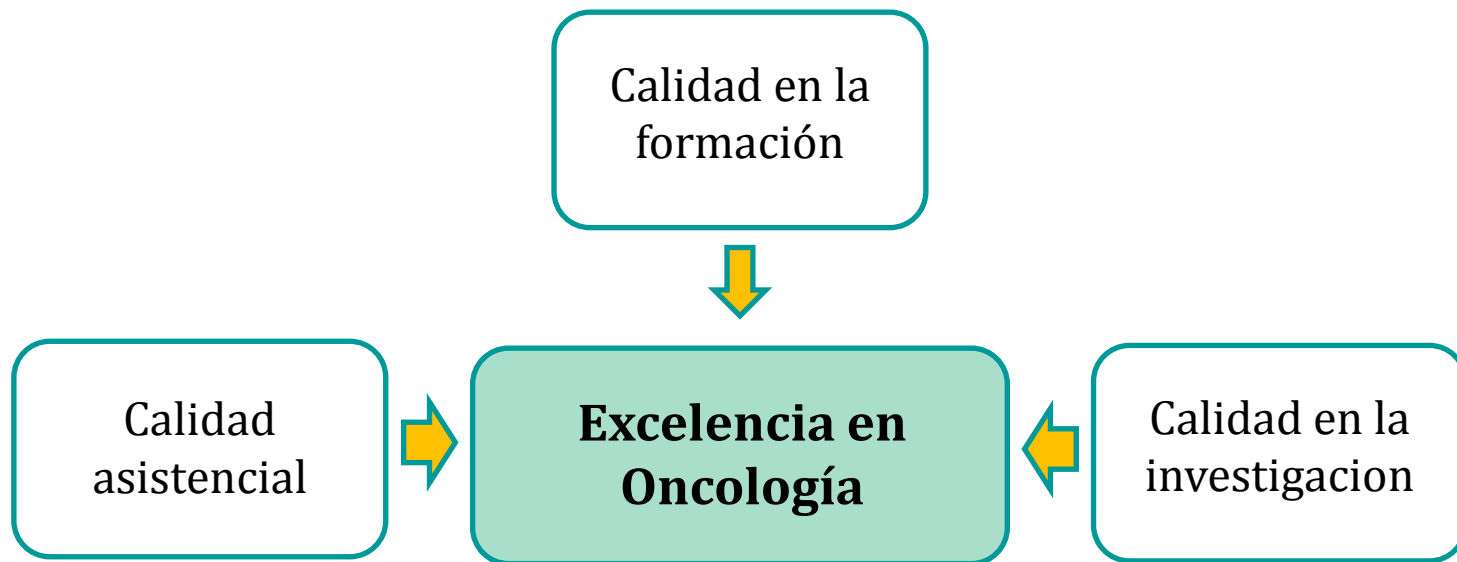 Calidad en la
formación
Calidad
asistencial
Excelencia en
Oncología
Calidad en la
investigacion